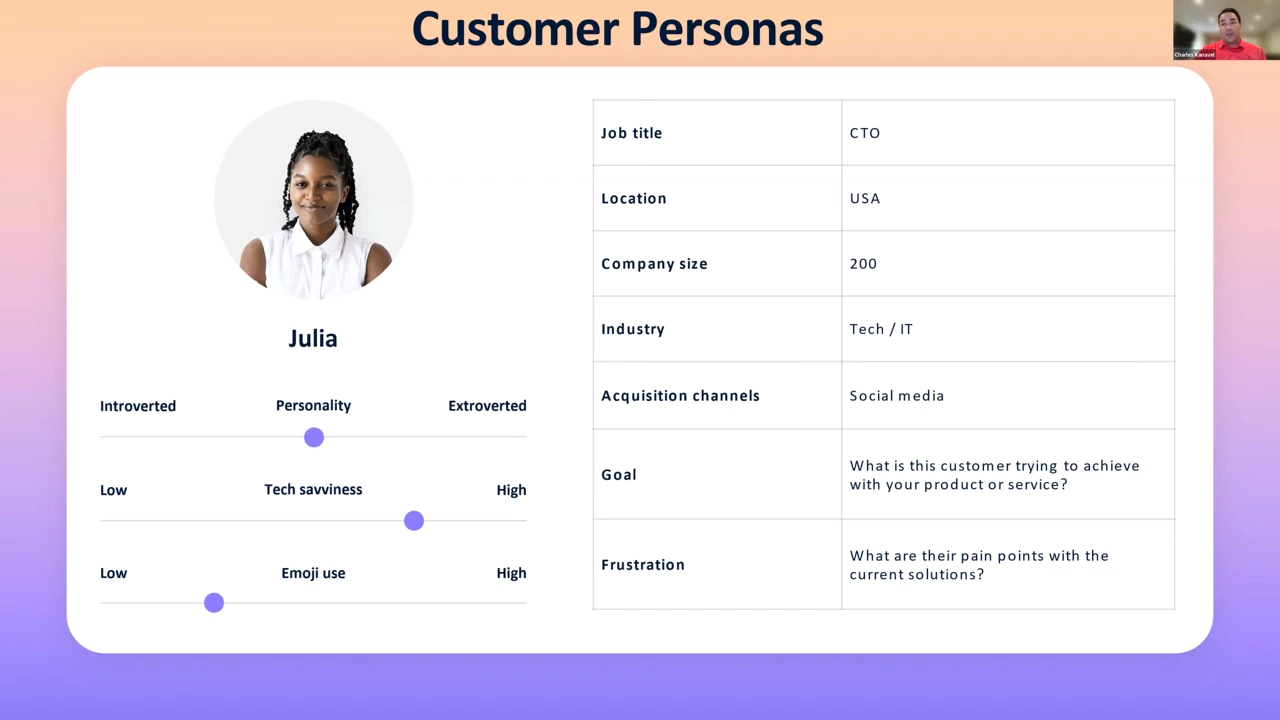 Customer Personas
Charles Kanavel
Julia
Introverted Personality Extroverted
Low Tech savviness High
Low Emoji use High
Job title CTO
Location USA
Company size 200
Industry Tech / IT
Acquisition channels Social media
Goal What is this customer trying to achieve
with your product or service?
Frustration What are their pain points with the
current solutions?